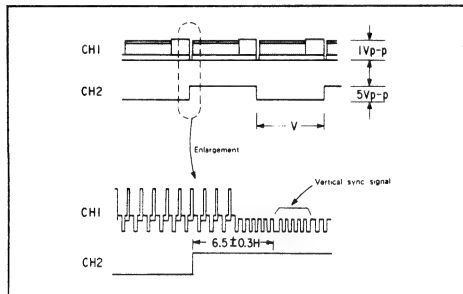 CH1
1Vp-p
CH2
5Vp-p
V
Enlargement
Vertical sync signal
CH1
6.5±0.3H
CH2